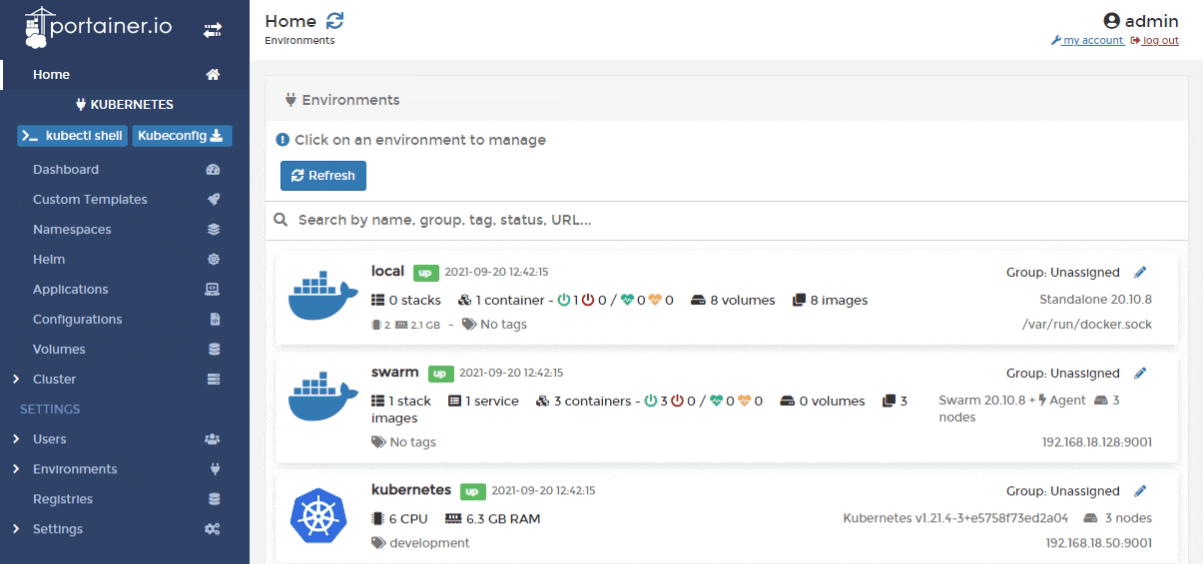 portainer.io
Home
KUBERNETES
kubectl shell
Kubeconfig
Dashboard
Custom Templates
Namespaces
Helm
Applications
Configurations
Volumes
Cluster
SETTINGS
Users
Environments
Registries
Settings
Home
Environments
admin
my account log out
Environments
Click on an environment to manage
Refresh
Search by name, group, tag, status, URL...
local up 2021-09-20 12:42:15
Group: Unassigned
0 stacks 1 container - 1 0 / 0 0 8 volumes 8 images
Standalone 20.10.8
2 2.1 GB - No tags
/var/run/docker.sock
swarm up 2021-09-20 12:42:15
Group: Unassigned
1 stack 1 service 3 containers - 3 0 / 0 0 0 volumes 3
images
Swarm 20.10.8 + Agent 3
nodes
No tags
192.168.18.128:9001
kubernetes up 2021-09-20 12:42:15
Group: Unassigned
6 CPU 6.3 GB RAM
Kubernetes v1.21.4-3+e5758f73ed2a04 3 nodes
development
192.168.18.50:9001